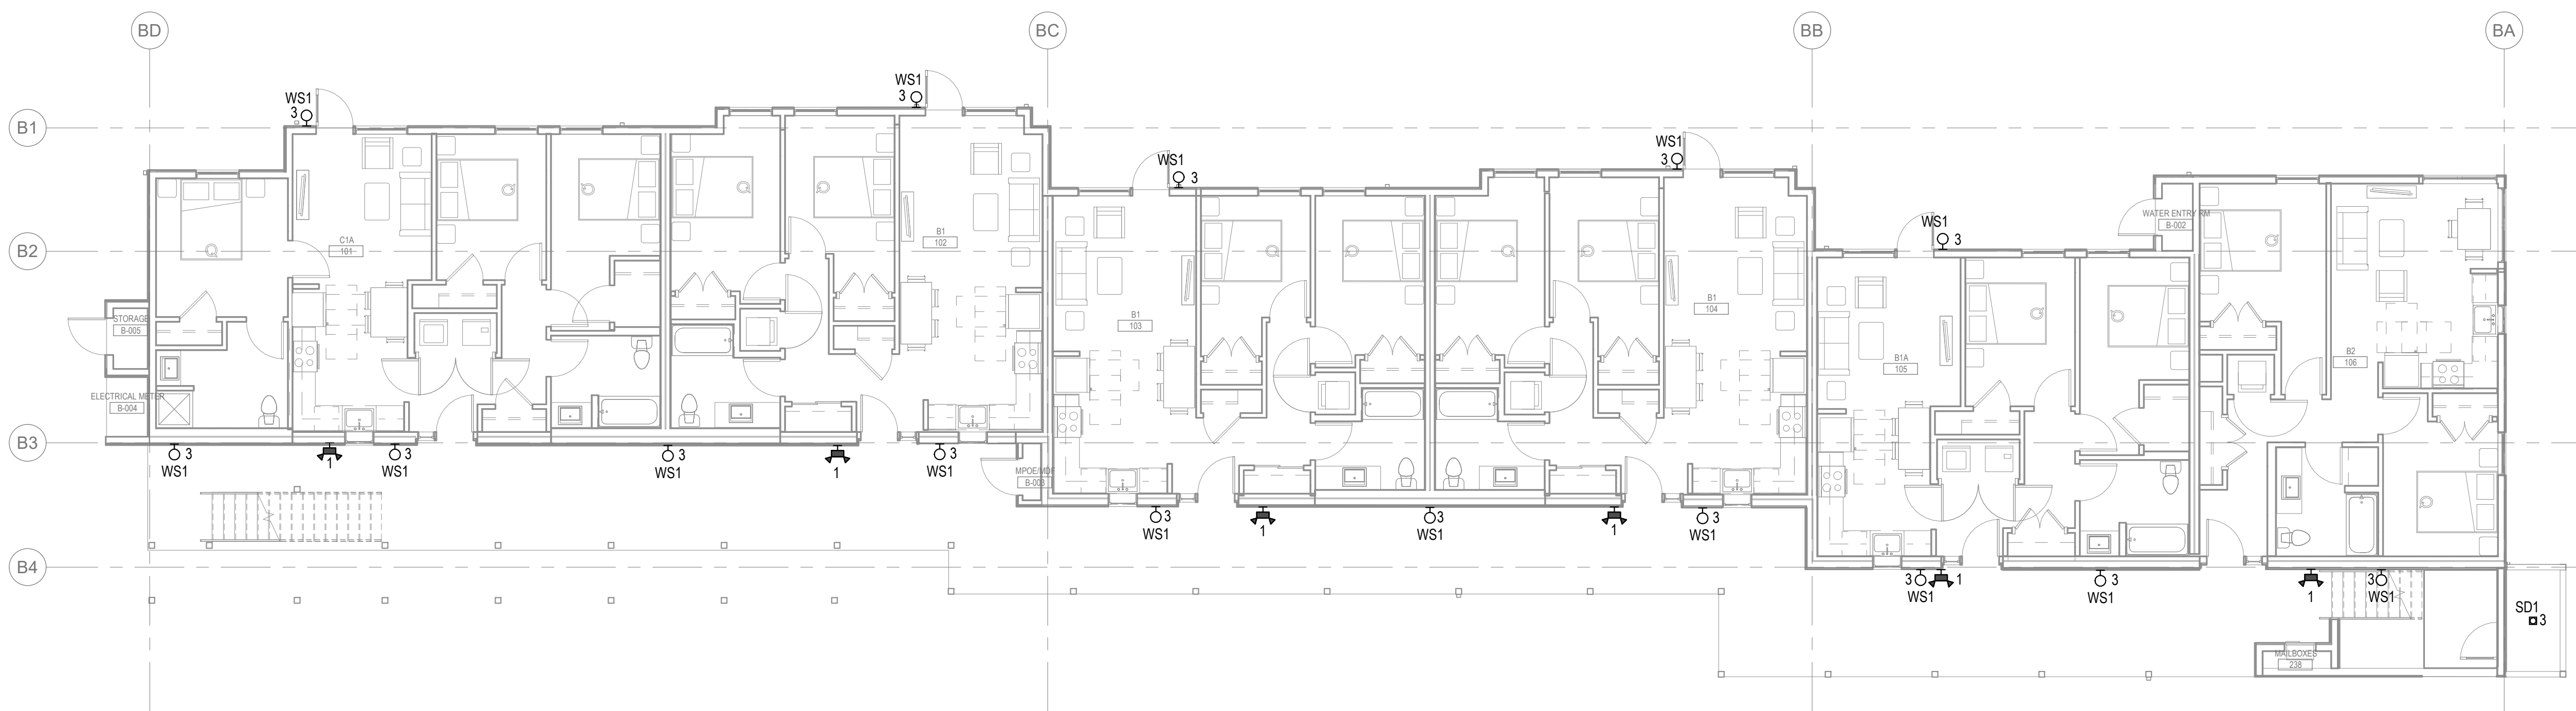 BD
BC
BB
BA
WS1
3
WS1
3
B1
WS1
3
WS1
3
WS1
3
WATER ENTRY RM
B-002
B2
C1A
101
B1
102
B1
104
STORAGE
B-005
B1
103
B1A
105
B2
106
ELECTRICAL METER
B-004
B3
3
WS1
1
3
WS1
3
WS1
1
3
WS1
MPOE/MDF
B-003
3
WS1
1
3
WS1
1
3
WS1
B4
3
WS1
1
3
WS1
1
3
WS1
SD1
3
MAILBOXES
238